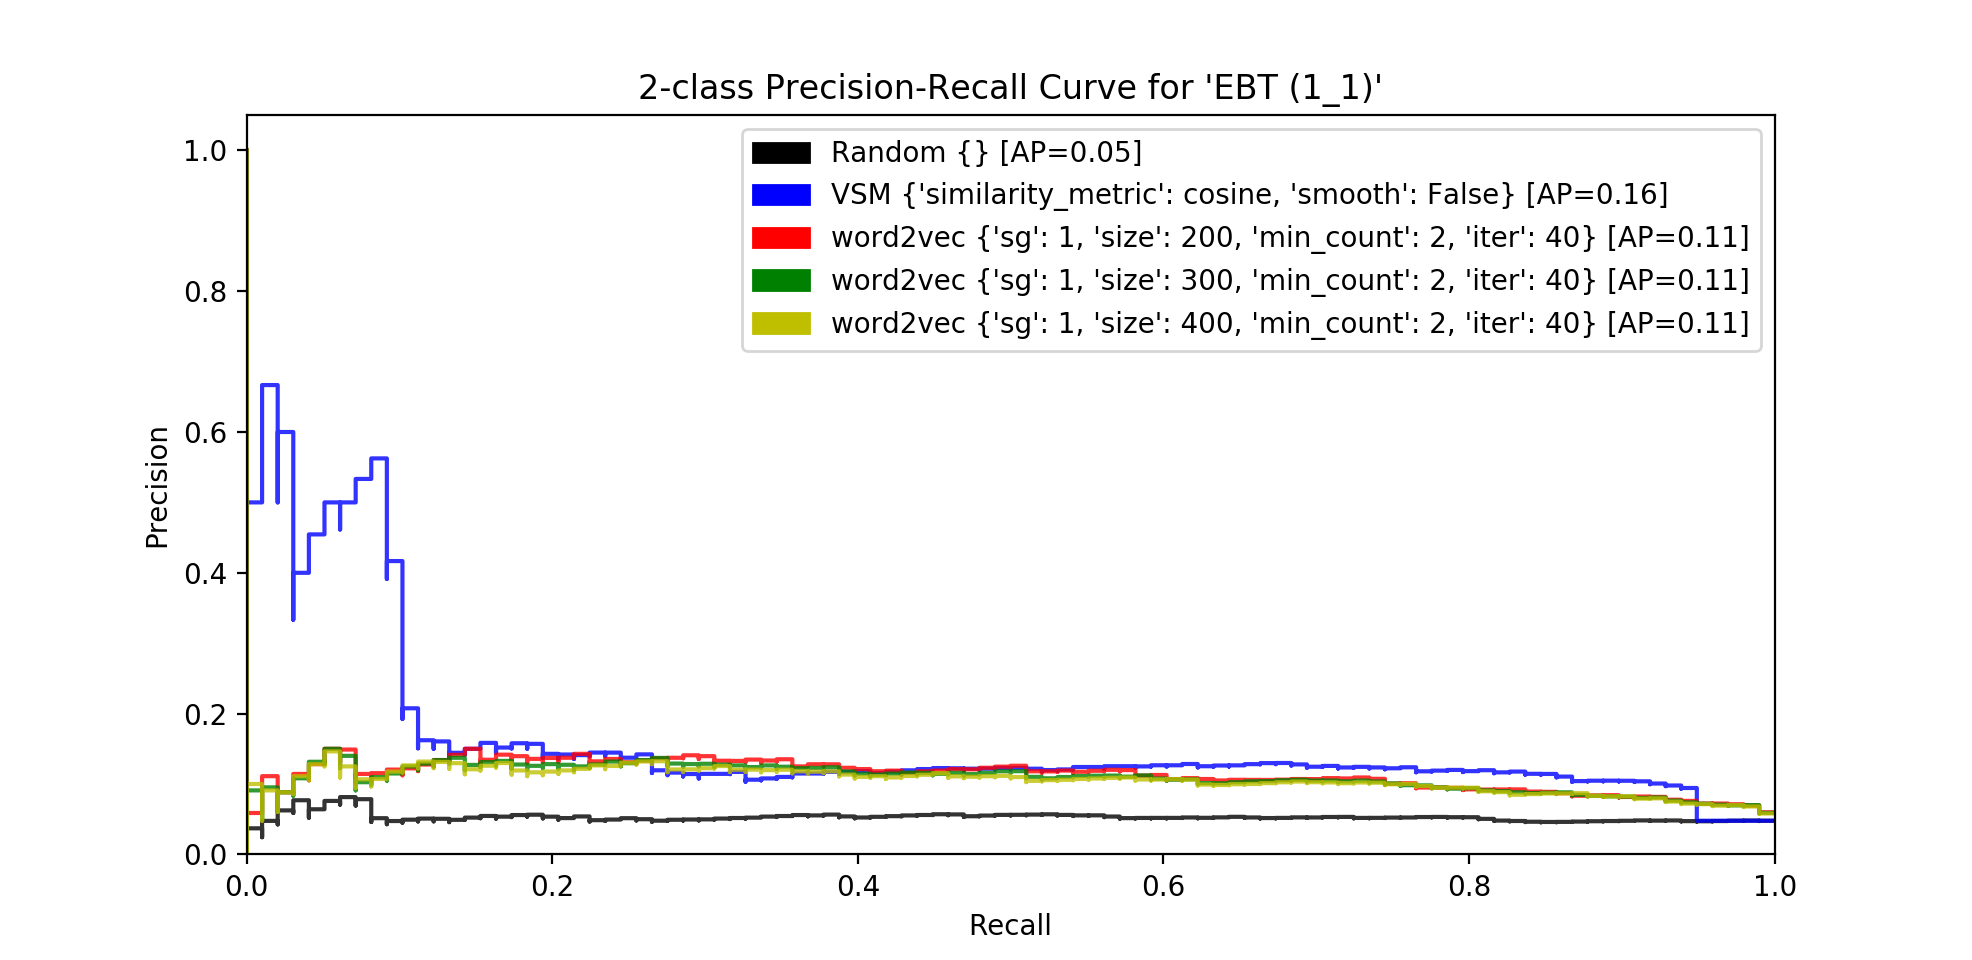 2-class Precision-Recall Curve for 'EBT (1_1)'
Random {} [AP=0.05]
VSM {'similarity_metric': cosine, 'smooth': False} [AP=0.16]
word2vec {'sg': 1, 'size': 200, 'min_count': 2, 'iter': 40} [AP=0.11]
word2vec {'sg': 1, 'size': 300, 'min_count': 2, 'iter': 40} [AP=0.11]
word2vec {'sg': 1, 'size': 400, 'min_count': 2, 'iter': 40} [AP=0.11]
Precision
1.0
0.8
0.6
0.4
0.2
0.0
0.0 0.2 0.4 0.6 0.8 1.0
Recall